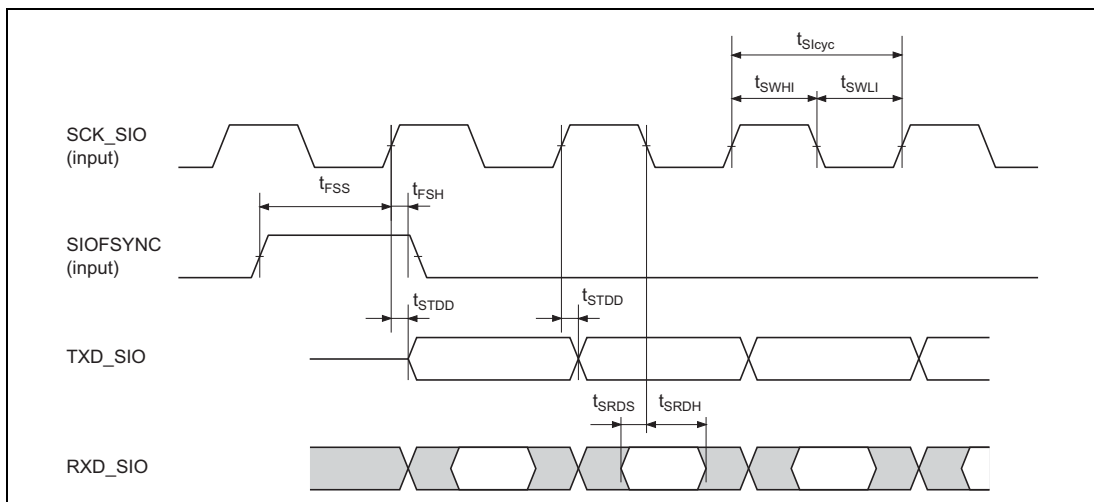 tSIcyc
tSWHI
tSWLI
SCK_SIO
(input)
tFSS
tFSH
SIOFSYNC
(input)
tSTDD
tSTDD
TXD_SIO
tSRDS
tSRDH
RXD_SIO